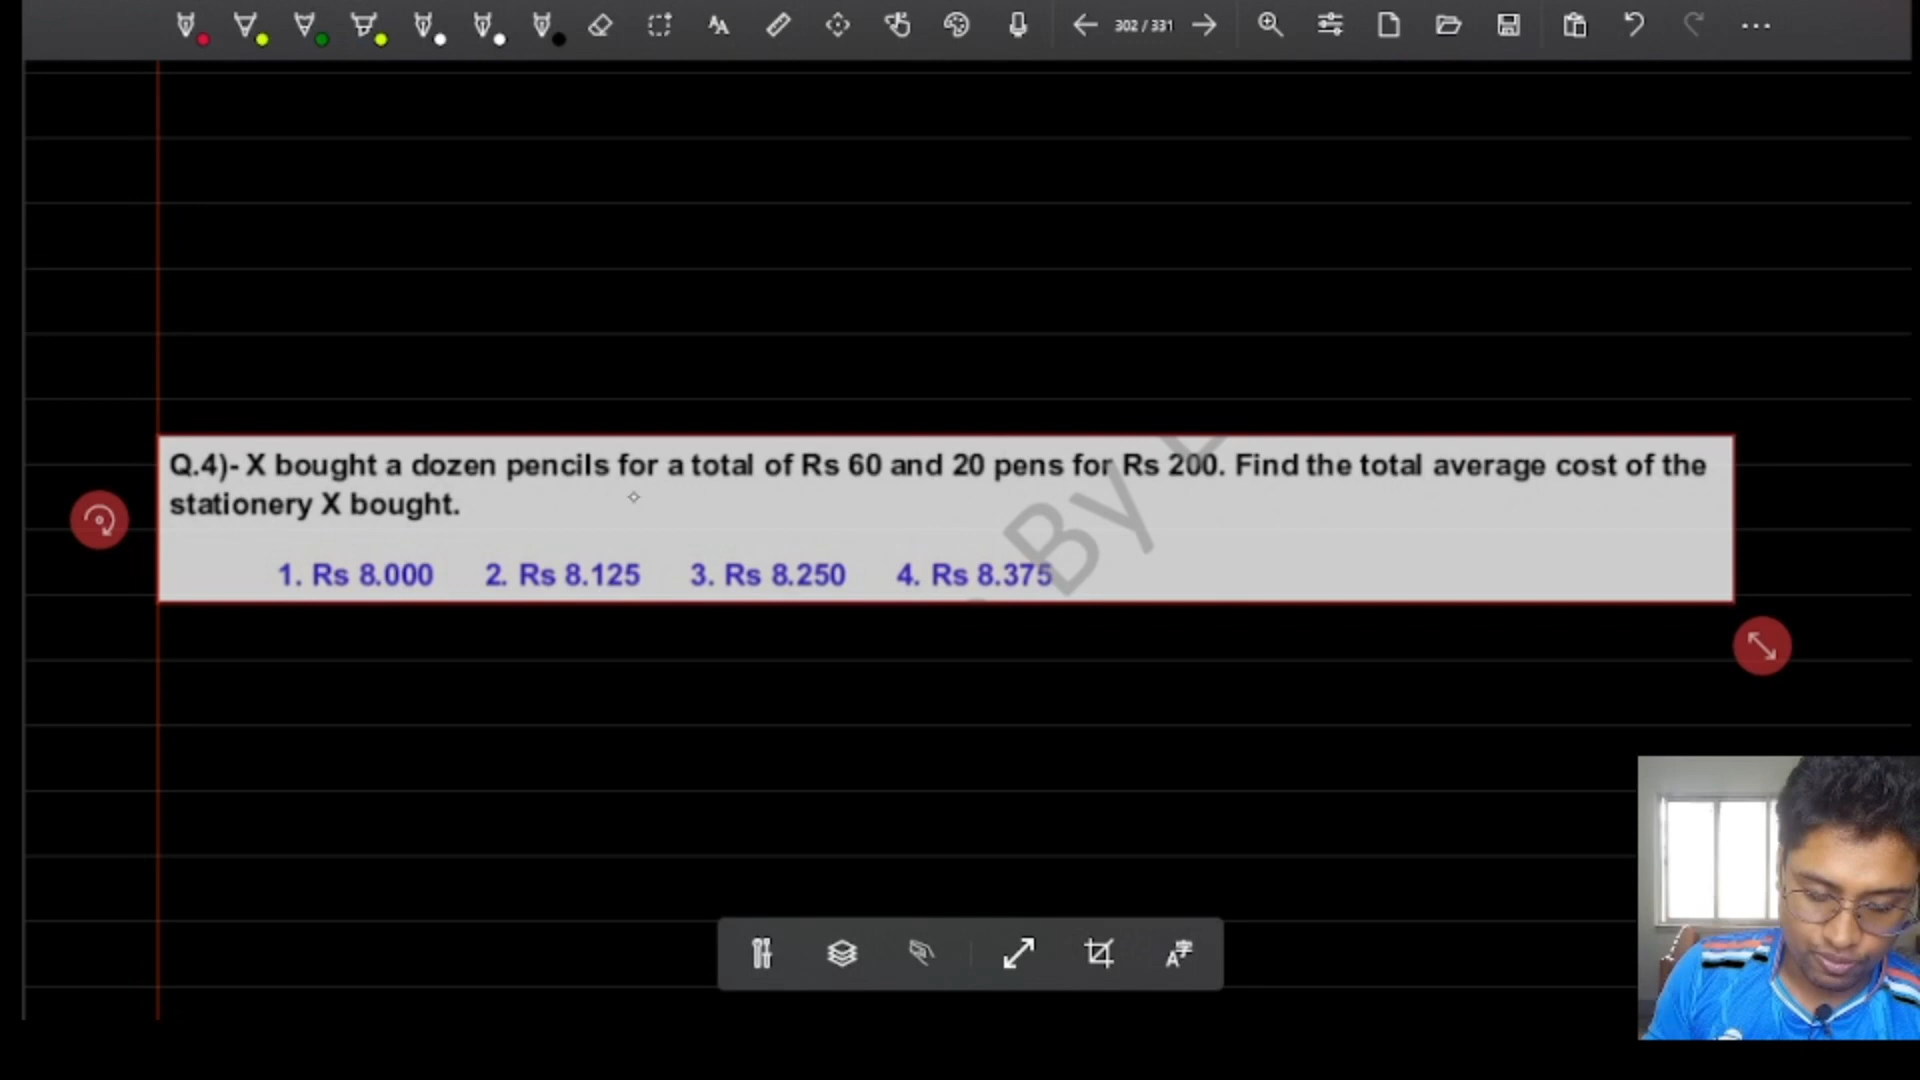 302 / 331
Q.4)- X bought a dozen pencils for a total of Rs 60 and 20 pens for Rs 200. Find the total average cost of the
stationery X bought.
1. Rs 8.000 2. Rs 8.125 3. Rs 8.250 4. Rs 8.375
By